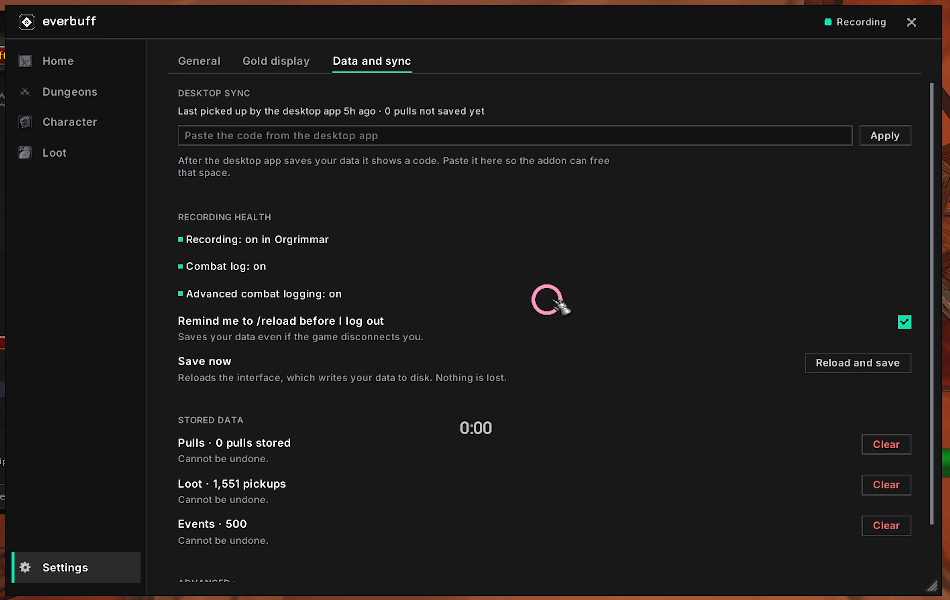 everbuff
Recording
Home
Dungeons
Character
Loot
Settings
General
Gold display
Data and sync
DESKTOP SYNC
Last picked up by the desktop app 5h ago · 0 pulls not saved yet
Paste the code from the desktop app
Apply
After the desktop app saves your data it shows a code. Paste it here so the addon can free
that space.
RECORDING HEALTH
Recording: on in Orgrimmar
Combat log: on
Advanced combat logging: on
Remind me to /reload before I log out
Saves your data even if the game disconnects you.
Save now
Reload and save
Reloads the interface, which writes your data to disk. Nothing is lost.
STORED DATA
0:00
Pulls · 0 pulls stored
Clear
Cannot be undone.
Loot · 1,551 pickups
Clear
Cannot be undone.
Events · 500
Clear
Cannot be undone.